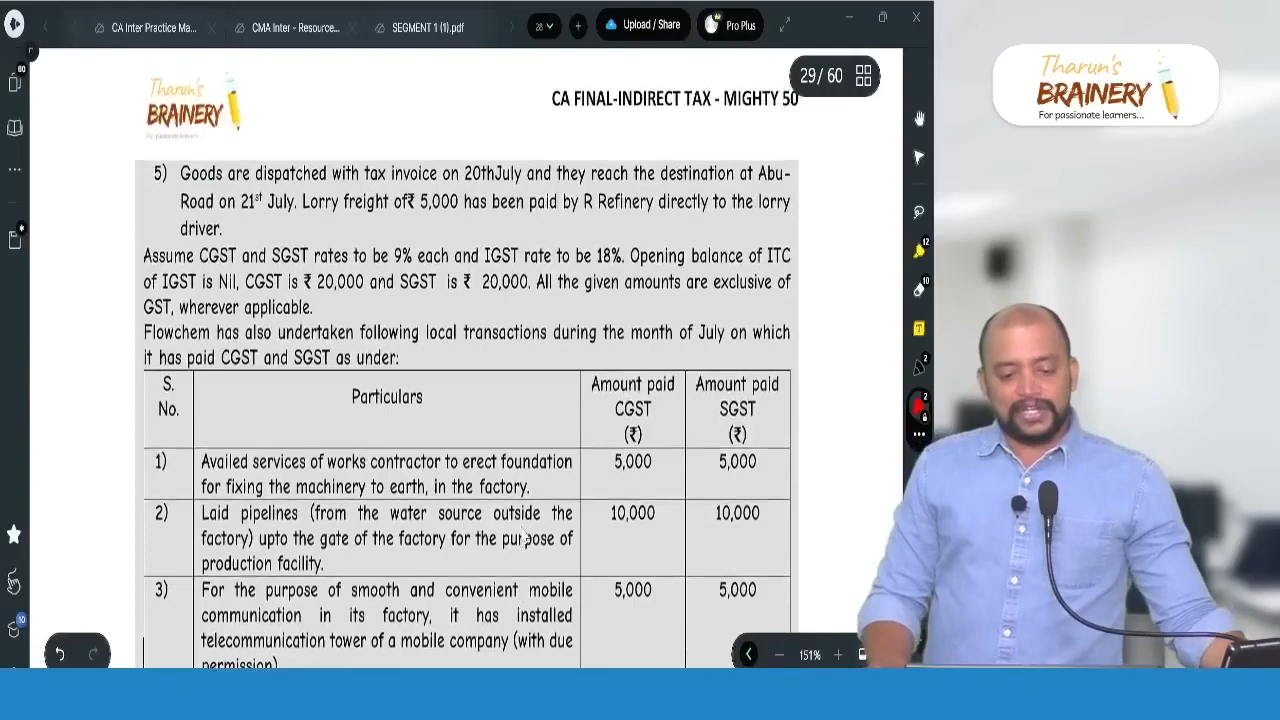 CA Inter Practice Ma...
CMA Inter - Resource...
SEGMENT 1 (1).pdf
28
Upload / Share
Pro Plus
29/ 60
Tharun's
BRAINERY
For passionate learners...
CA FINAL-INDIRECT TAX - MIGHTY 50
Tharun's
BRAINERY
For passionate learners...
5) Goods are dispatched with tax invoice on 20thJuly and they reach the destination at Abu-
Road on 21st July. Lorry freight of₹ 5,000 has been paid by R Refinery directly to the lorry
driver.
Assume CGST and SGST rates to be 9% each and IGST rate to be 18%. Opening balance of ITC
of IGST is Nil, CGST is ₹ 20,000 and SGST is ₹ 20,000. All the given amounts are exclusive of
GST, wherever applicable.
Flowchem has also undertaken following local transactions during the month of July on which
it has paid CGST and SGST as under:
S. No.
Particulars
Amount paid CGST (₹)
Amount paid SGST (₹)
1) Availed services of works contractor to erect foundation 5,000 5,000
for fixing the machinery to earth, in the factory.
2) Laid pipelines (from the water source outside the 10,000 10,000
factory) upto the gate of the factory for the purpose of
production facility.
3) For the purpose of smooth and convenient mobile 5,000 5,000
communication in its factory, it has installed
telecommunication tower of a mobile company (with due
permission)
151%
60
12
10
2
2
10